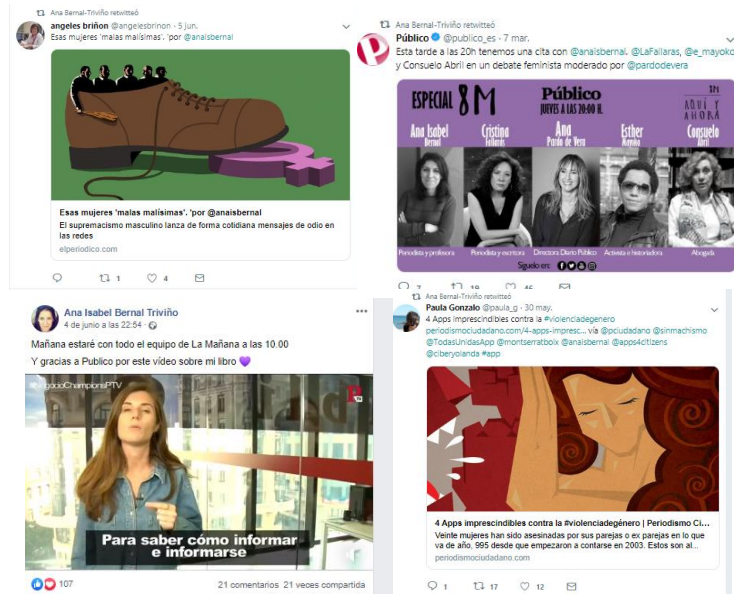 Ana Bernal-Triviño retwitteó
angeles briñon @angelesbrinon · 5 jun.
Esas mujeres 'malas malísimas'. 'por @anaisbernal
Esas mujeres 'malas malísimas'. 'por @anaisbernal
El supremacismo masculino lanza de forma cotidiana mensajes de odio en
las redes
elperiodico.com
1
4
Ana Bernal-Triviño retwitteó
Público @publico_es · 7 mar.
Esta tarde a las 20h tenemos una cita con @anaisbernal, @LaFallaras, @e_mayoko
y Consuelo Abril en un debate feminista moderado por @pardodevera
ESPECIAL 8M
Público
JUEVES A LAS 20:00 H.
8M
AQUÍ Y
AHORA
Ana Isabel
Bernal
Cristina
Fallarás
Ana
Pardo de Vera
Esther
Mayoko
Consuelo
Abril
Periodista y profesora
Periodista y escritora
Directora Diario Público
Activista e historiadora
Abogada
Síguelo en:
7
19
46
Ana Isabel Bernal Triviño
4 de junio a las 22:54 ·
Mañana estaré con todo el equipo de La Mañana a las 10.00
Y gracias a Publico por este vídeo sobre mi libro
Para saber cómo informar
e informarse
107
21 comentarios 21 veces compartida
Ana Bernal-Triviño retwitteó
Paula Gonzalo @paula_g · 30 may.
4 Apps imprescindibles contra la #violenciadegenero
periodismociudadano.com/4-apps-impresc... vía @pciudadano @sinmachismo
@TodasUnidasApp @montserratboix @anaisbernal @apps4citizens
@ciberyolanda #app
4 Apps imprescindibles contra la #violenciadegénero | Periodismo Ci...
Veinte mujeres han sido asesinadas por sus parejas o ex parejas en lo que
va de año, 995 desde que empezaron a contarse en 2003. Estos son al...
periodismociudadano.com
1
17
12